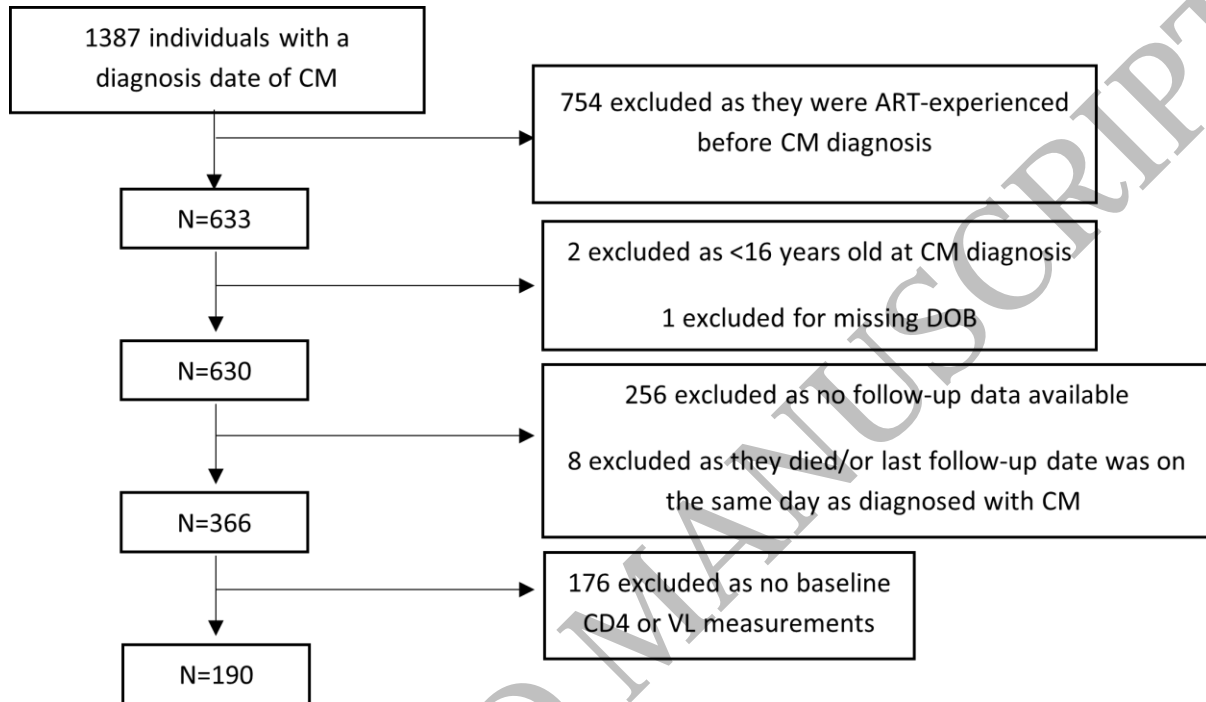 1387 individuals with a
diagnosis date of CM
754 excluded as they were ART-experienced
before CM diagnosis
N=633
2 excluded as <16 years old at CM diagnosis
1 excluded for missing DOB
N=630
256 excluded as no follow-up data available
8 excluded as they died/or last follow-up date was on
the same day as diagnosed with CM
N=366
176 excluded as no baseline
CD4 or VL measurements
N=190
MANUSCRIPT